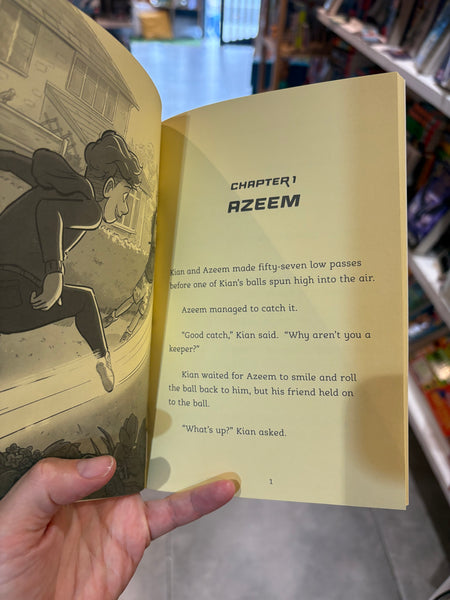 CHAPTER 1
AZEEM
Kian and Azeem made fifty-seven low passes
before one of Kian's balls spun high into the air.
Azeem managed to catch it.
"Good catch," Kian said. "Why aren't you a
keeper?"
Kian waited for Azeem to smile and roll
the ball back to him, but his friend held on
to the ball.
"What's up?" Kian asked.
1